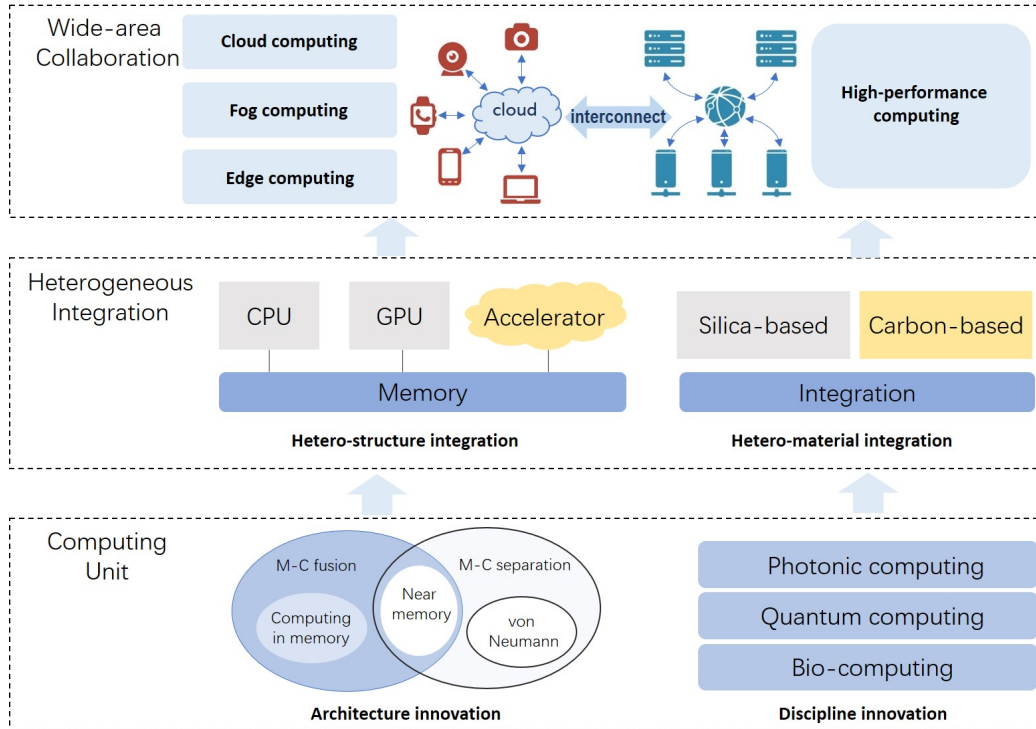 Wide-area
Collaboration
Cloud computing
Fog computing
Edge computing
cloud
interconnect
High-performance
computing
Heterogeneous
Integration
CPU
GPU
Accelerator
Memory
Hetero-structure integration
Silica-based
Carbon-based
Integration
Hetero-material integration
Computing
Unit
M-C fusion
Computing
in memory
Near
memory
M-C separation
von
Neumann
Architecture innovation
Photonic computing
Quantum computing
Bio-computing
Discipline innovation